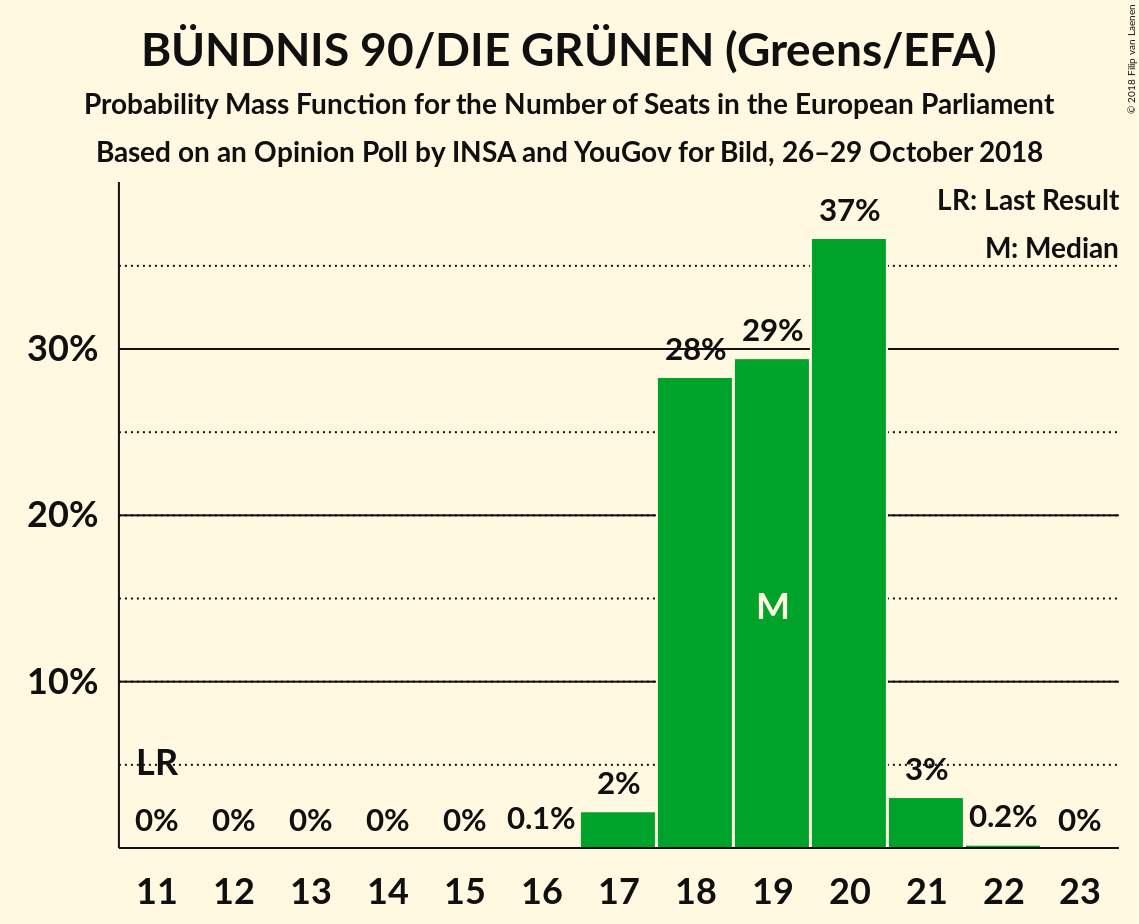 BÜNDNIS 90/DIE GRÜNEN (Greens/EFA)
Probability Mass Function for the Number of Seats in the European Parliament
Based on an Opinion Poll by INSA and YouGov for Bild, 26–29 October 2018
© 2018 Filip van Laenen
LR: Last Result
M: Median
37%
30%
28%
29%
20%
M
10%
LR
0%
0%
0%
0%
0%
0.1%
2%
3%
0.2%
0%
11 12 13 14 15 16 17 18 19 20 21 22 23